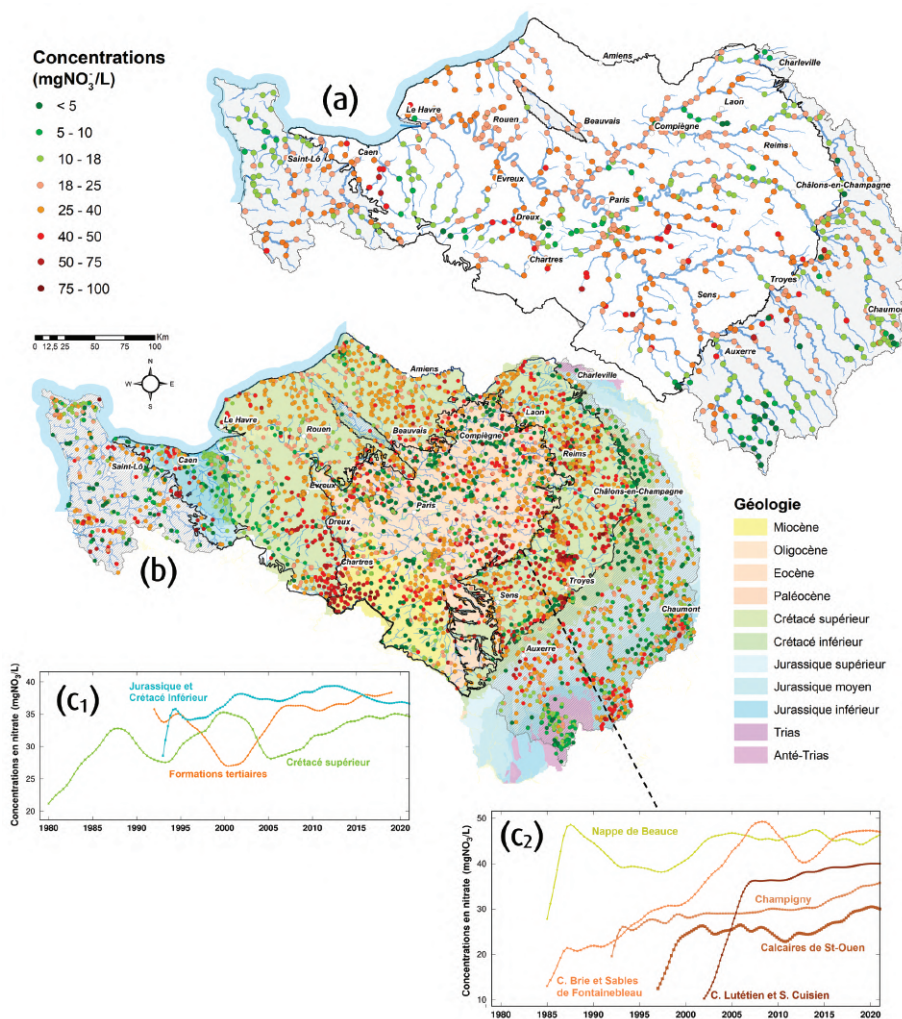 Concentrations
(mgNO₃⁻/L)
< 5
5 - 10
10 - 18
18 - 25
25 - 40
40 - 50
50 - 75
75 - 100
0 12,5 25 50 75 100
Km
N
W E
S
(a)
Amiens
Charleville
Le Havre
Rouen
Beauvais
Compiègne
Laon
Reims
Caen
Saint-Lô
Evreux
Paris
Châlons-en-Champagne
Dreux
Chartres
Sens
Troyes
Chaumont
Auxerre
(b)
Amiens
Charleville
Le Havre
Rouen
Beauvais
Compiègne
Laon
Reims
Caen
Saint-Lô
Evreux
Paris
Châlons-en-Champagne
Dreux
Chartres
Sens
Troyes
Chaumont
Auxerre
Géologie
Miocène
Oligocène
Eocène
Paléocène
Crétacé supérieur
Crétacé inférieur
Jurassique supérieur
Jurassique moyen
Jurassique inférieur
Trias
Anté-Trias
(c₁)
Concentrations en nitrate (mgNO₃/L)
40
35
30
25
20
Jurassique et
Crétacé Inférieur
Formations tertiaires
Crétacé supérieur
1980 1985 1990 1995 2000 2005 2010 2015 2020
(c₂)
Concentrations en nitrate (mgNO₃/L)
50
40
30
20
10
Nappe de Beauce
Champigny
Calcaires de St-Ouen
C. Brie et Sables
de Fontainebleau
C. Lutétien et S. Cuisien
1980 1985 1990 1995 2000 2005 2010 2015 2020